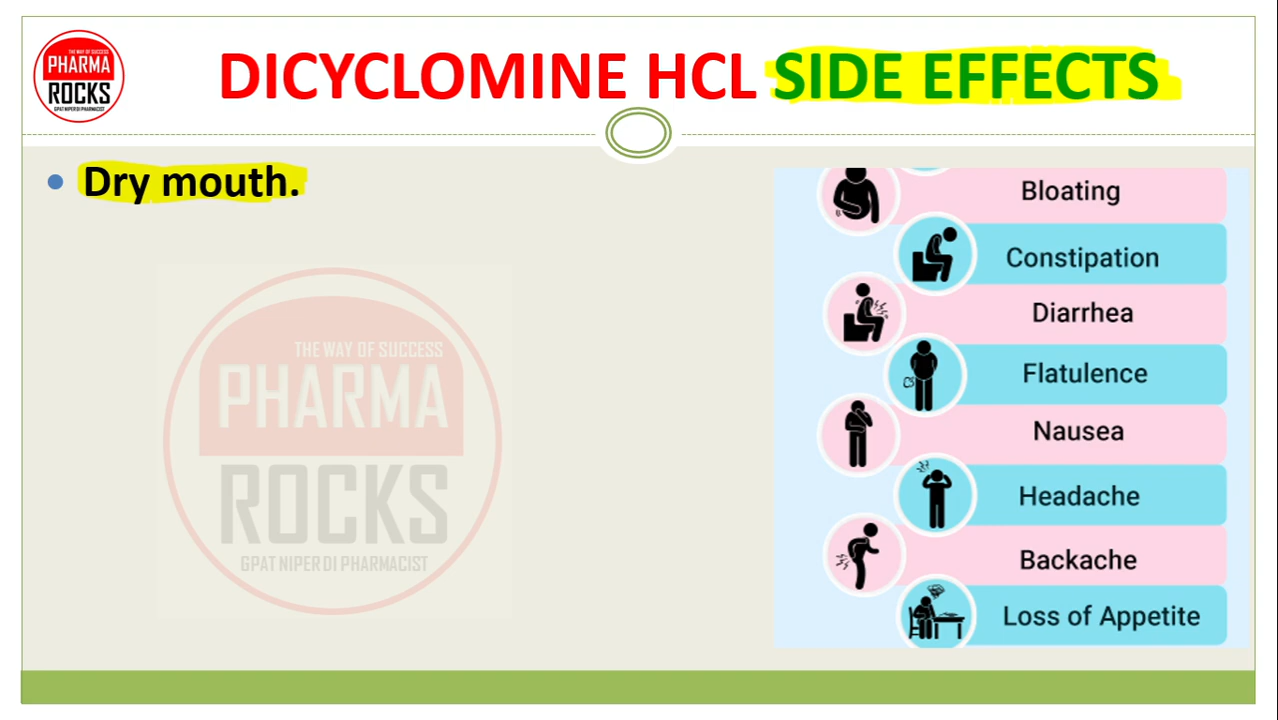 THE WAY OF SUCCESS
PHARMA
ROCKS
GPAT NIPER DI PHARMACIST
DICYCLOMINE HCL SIDE EFFECTS
• Dry mouth.
THE WAY OF SUCCESS
PHARMA
ROCKS
GPAT NIPER DI PHARMACIST
Bloating
Constipation
Diarrhea
Flatulence
Nausea
Headache
Backache
Loss of Appetite